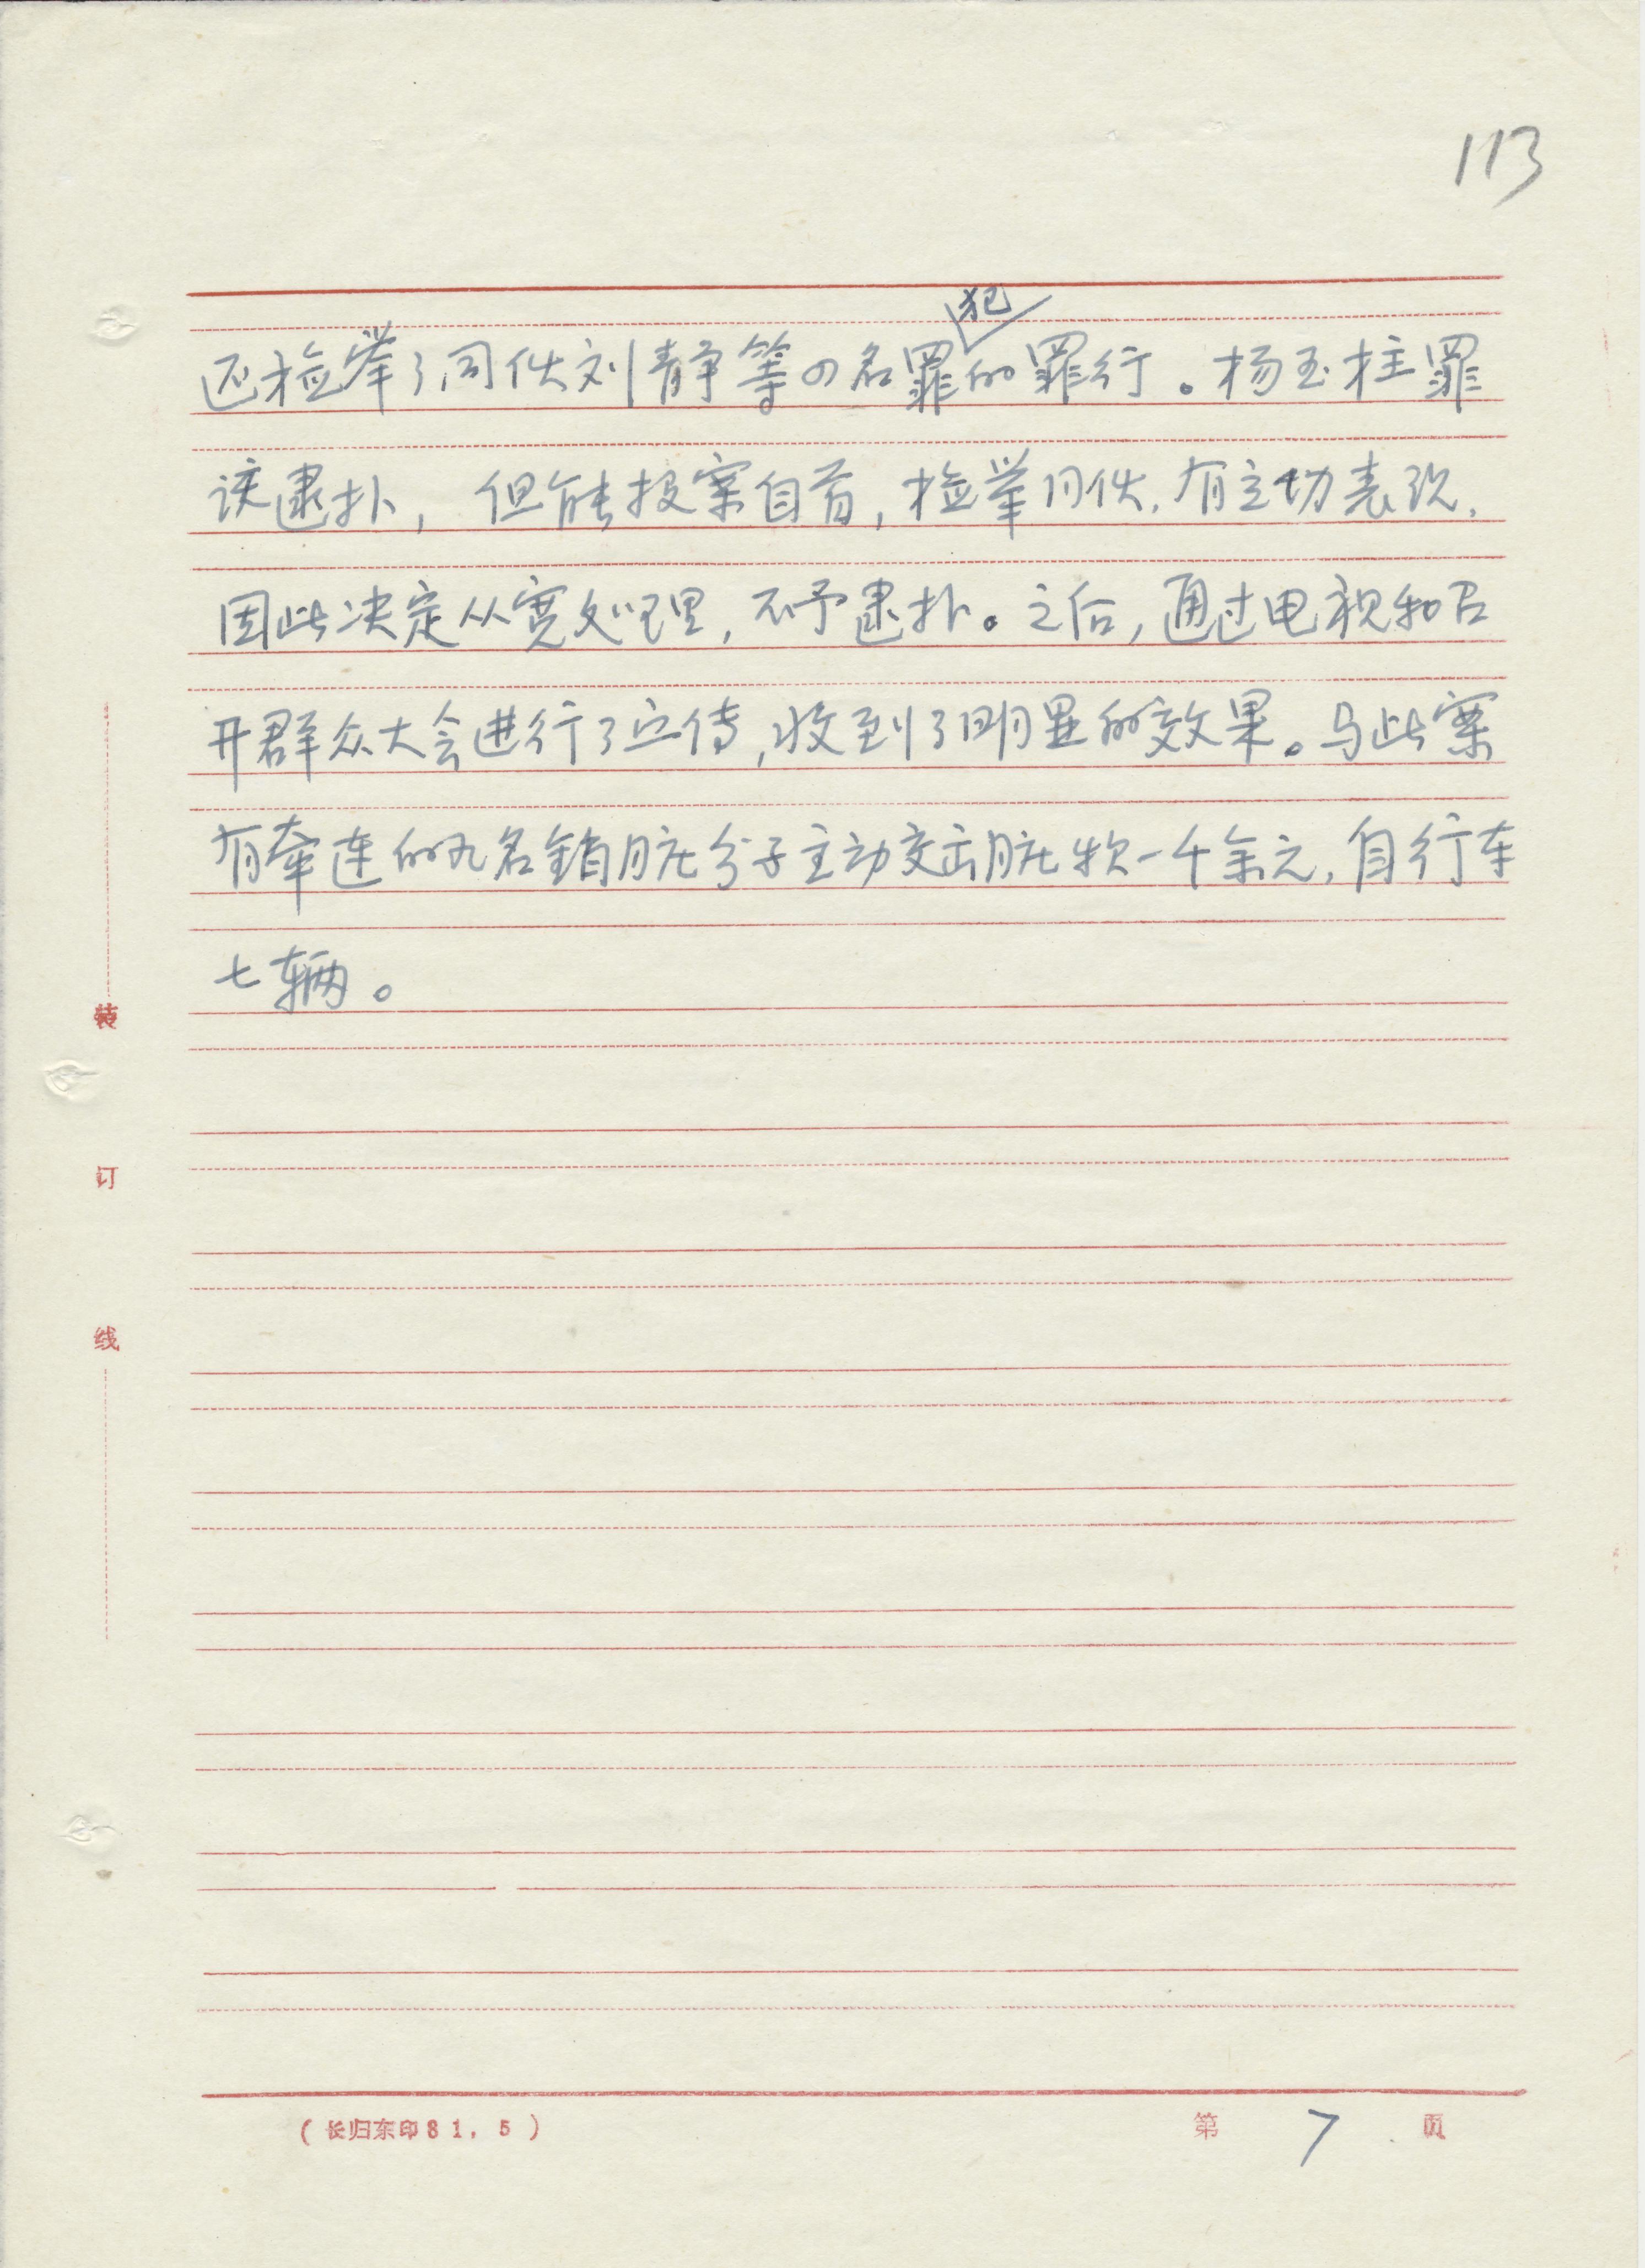 113
犯
还检举了同伙刘静等四名罪的罪行。杨玉柱罪
该逮扑，但能投案自首，检举同伙，有立功表现，
因此决定从宽处理，不予逮扑。之后，通过电视和召
开群众大会进行了宣传，收到了明显的效果。与此案
有牵连的九名销脏分子主动交出脏款一千余元，自行车
七辆。
装
订
线
（长归东印81.5）
第 7 页